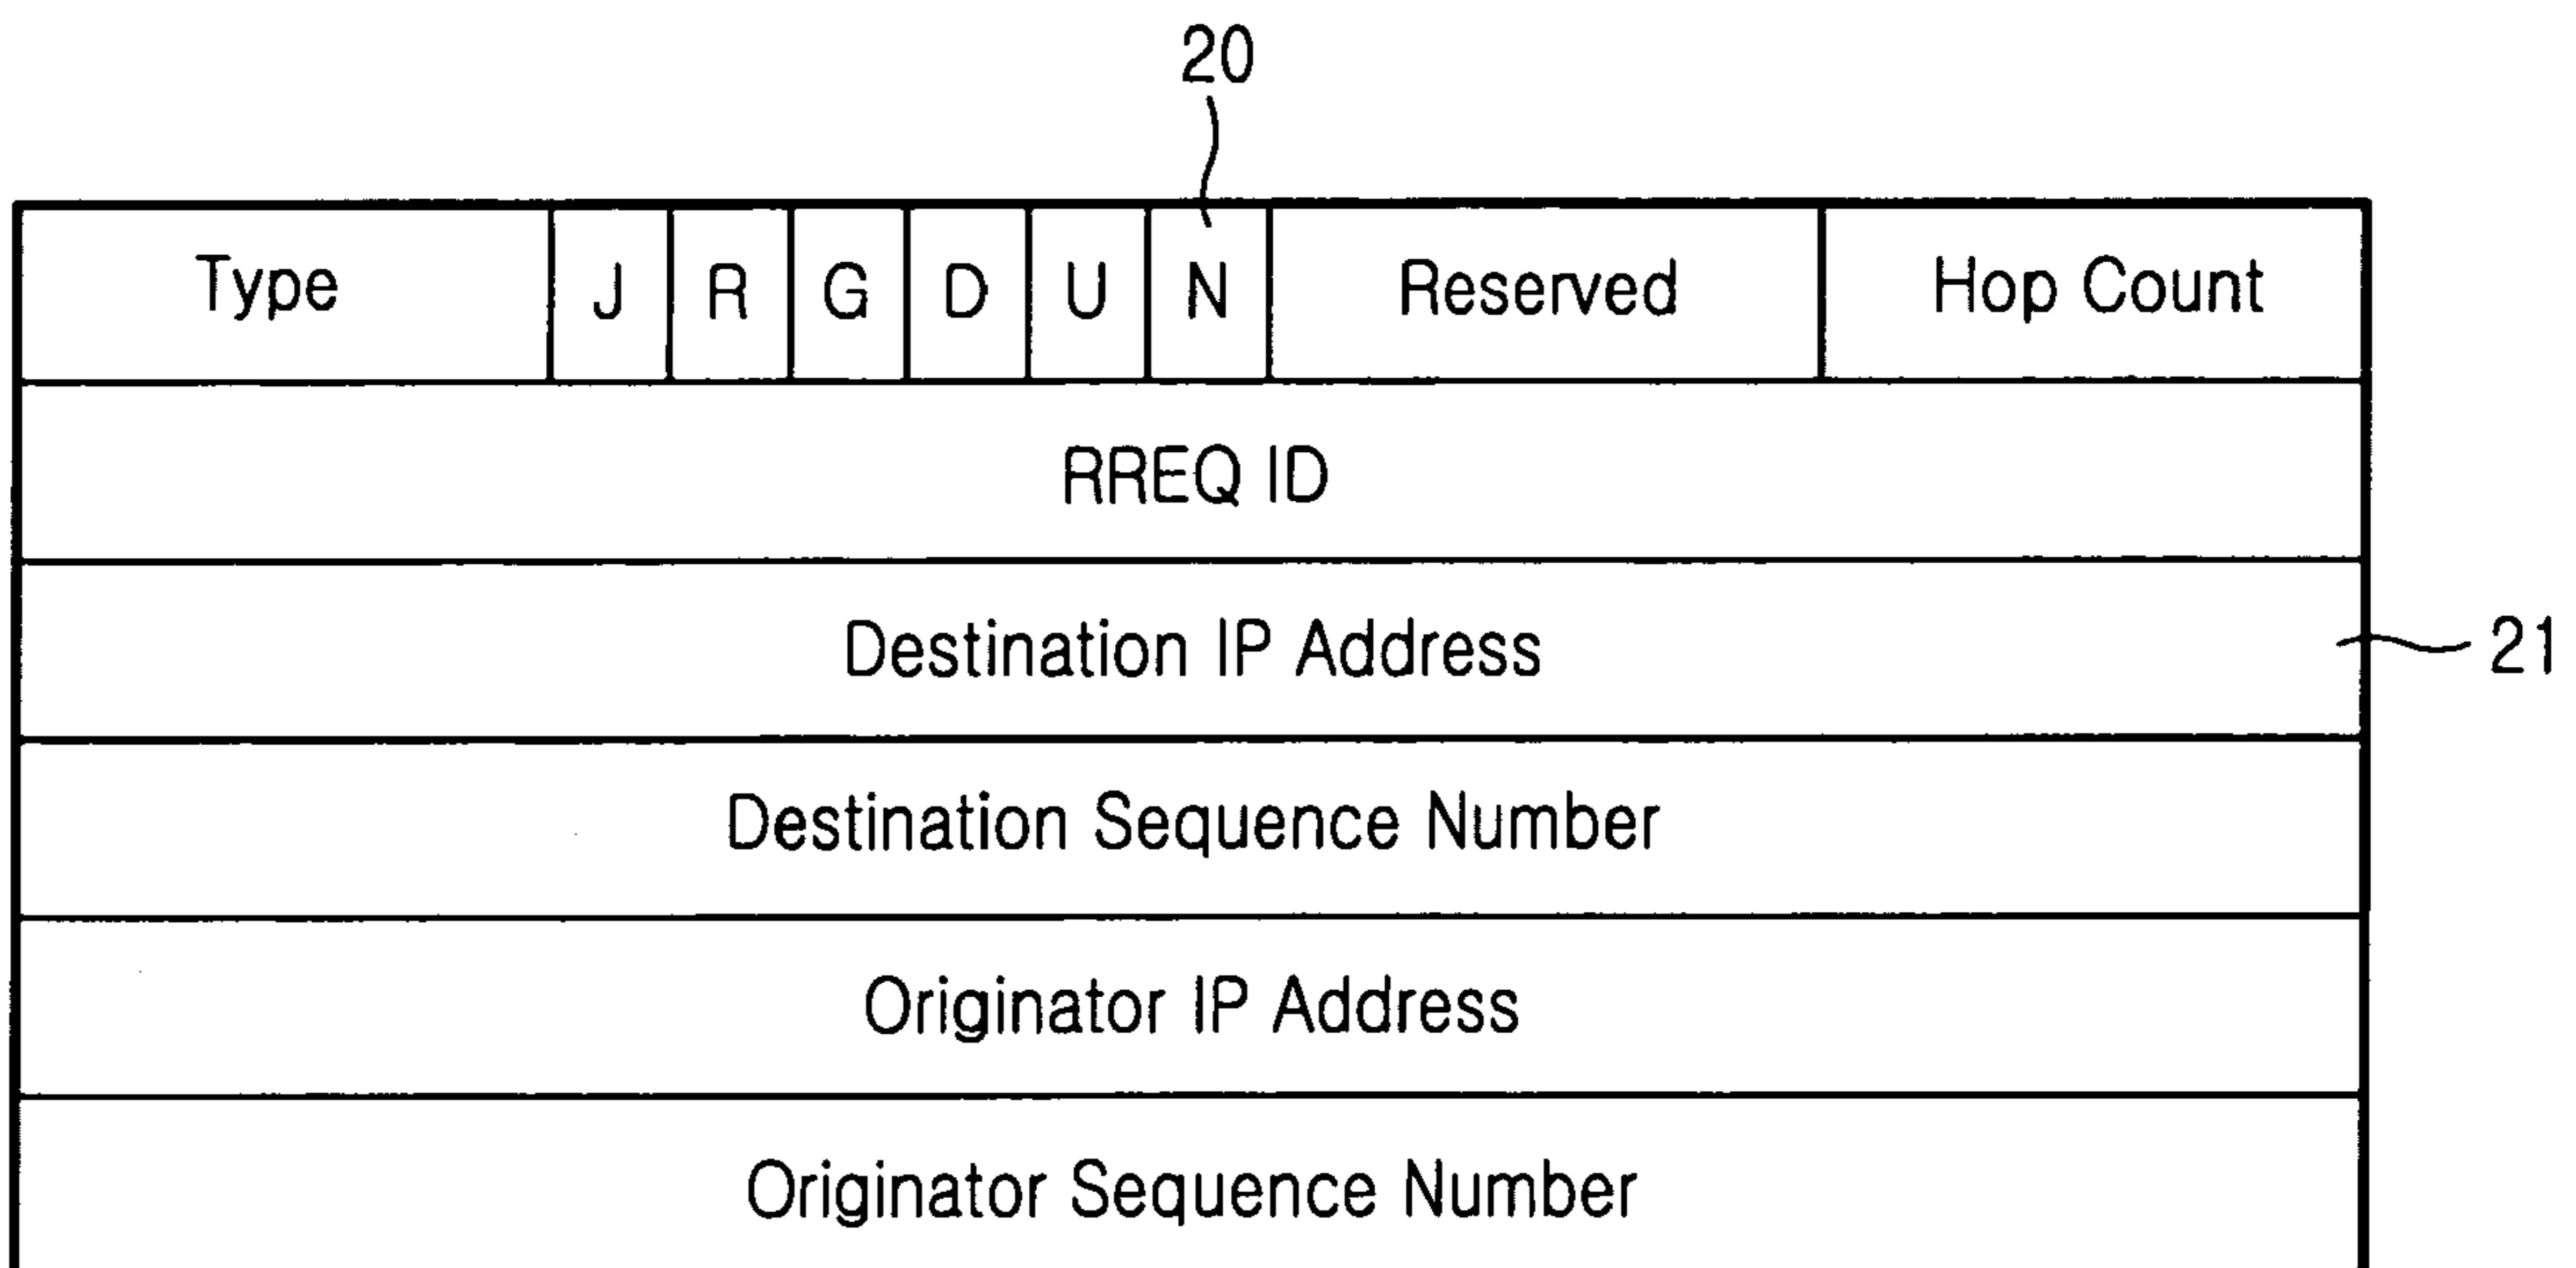 20
Type J R G D U N Reserved Hop Count
RREQ ID
Destination IP Address 21
Destination Sequence Number
Originator IP Address
Originator Sequence Number